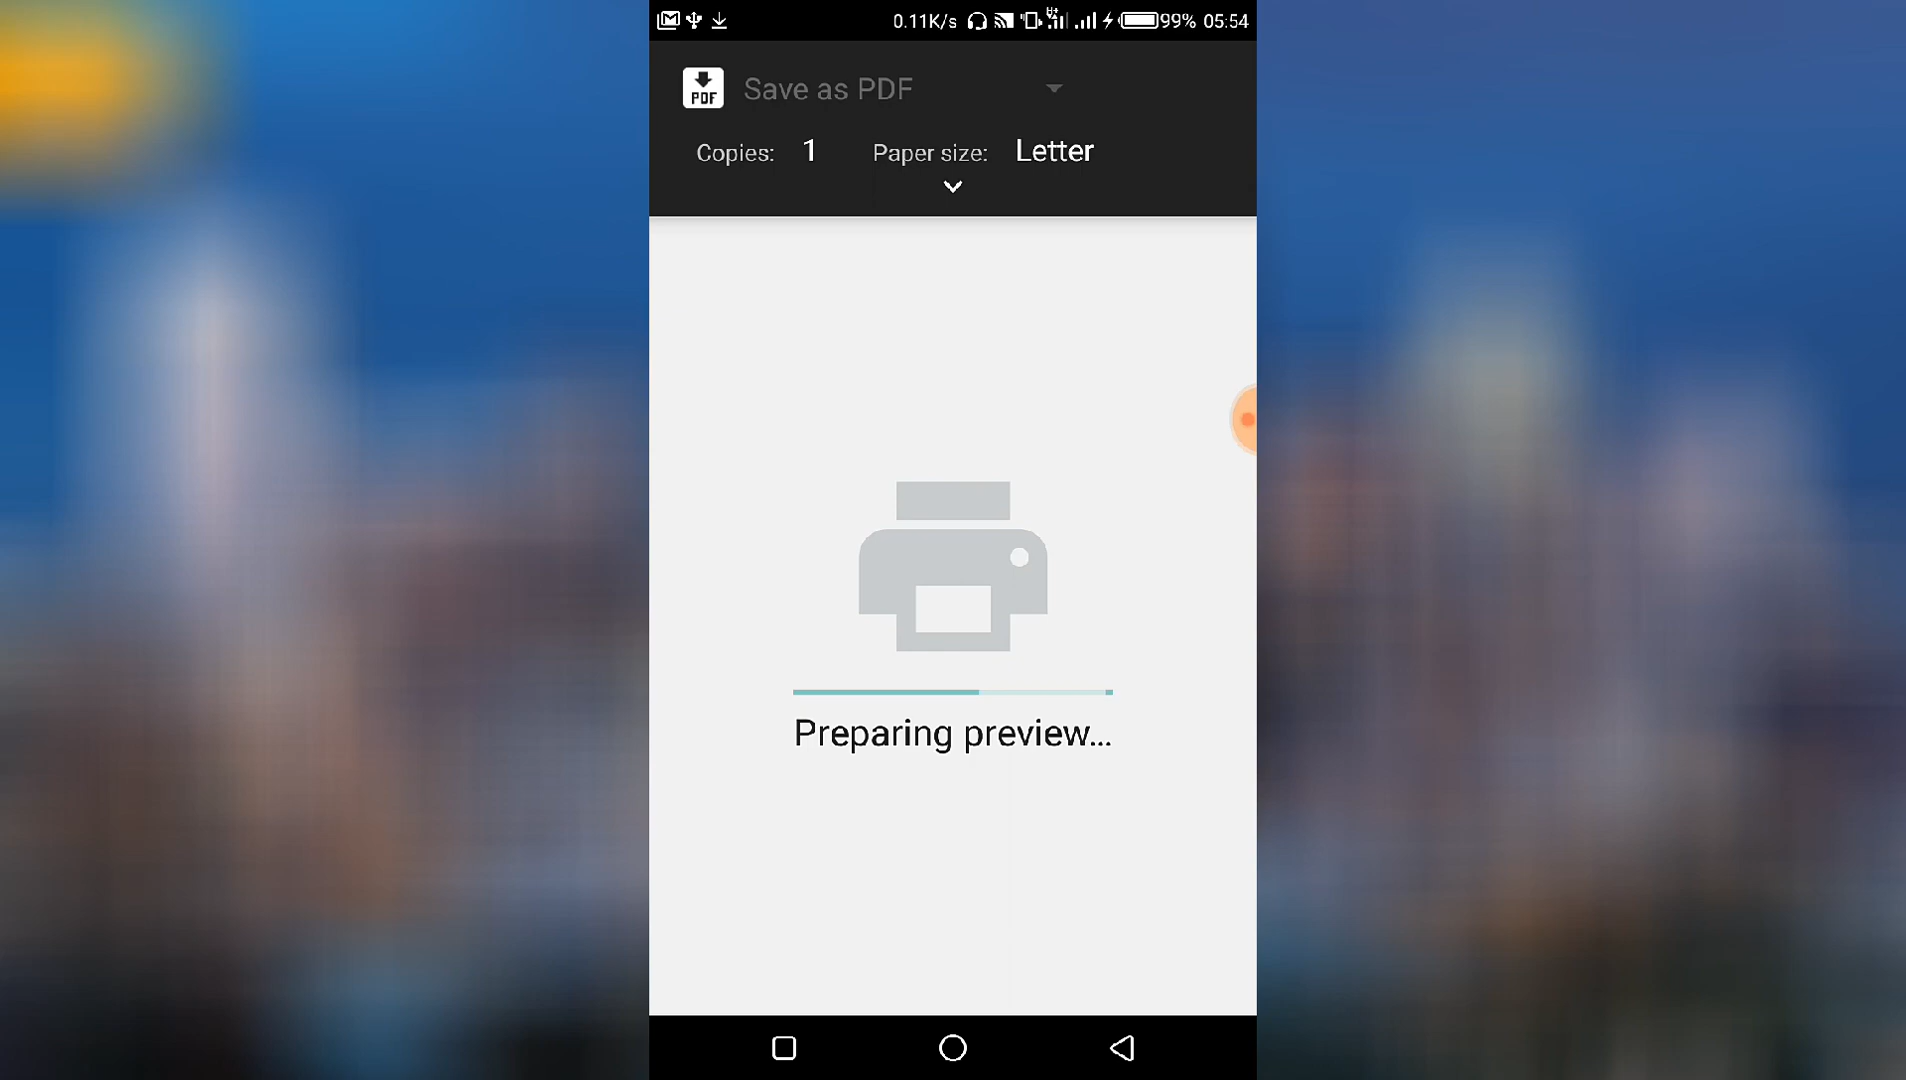 0.11K/s H+ 99% 05:54
PDF Save as PDF
Copies: 1 Paper size: Letter
Preparing preview...